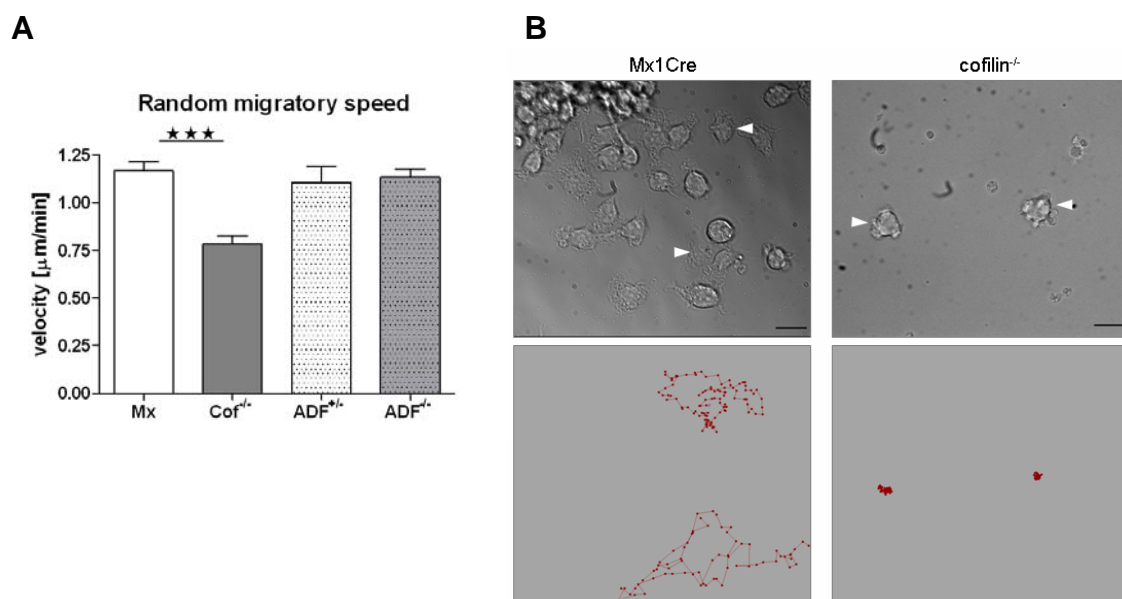 A
B
Random migratory speed
★★★
velocity [μm/min]
1.25
1.00
0.75
0.50
0.25
0.00
Mx
Cof-/-
ADF+/-
ADF-/-
Mx1Cre
cofilin-/-